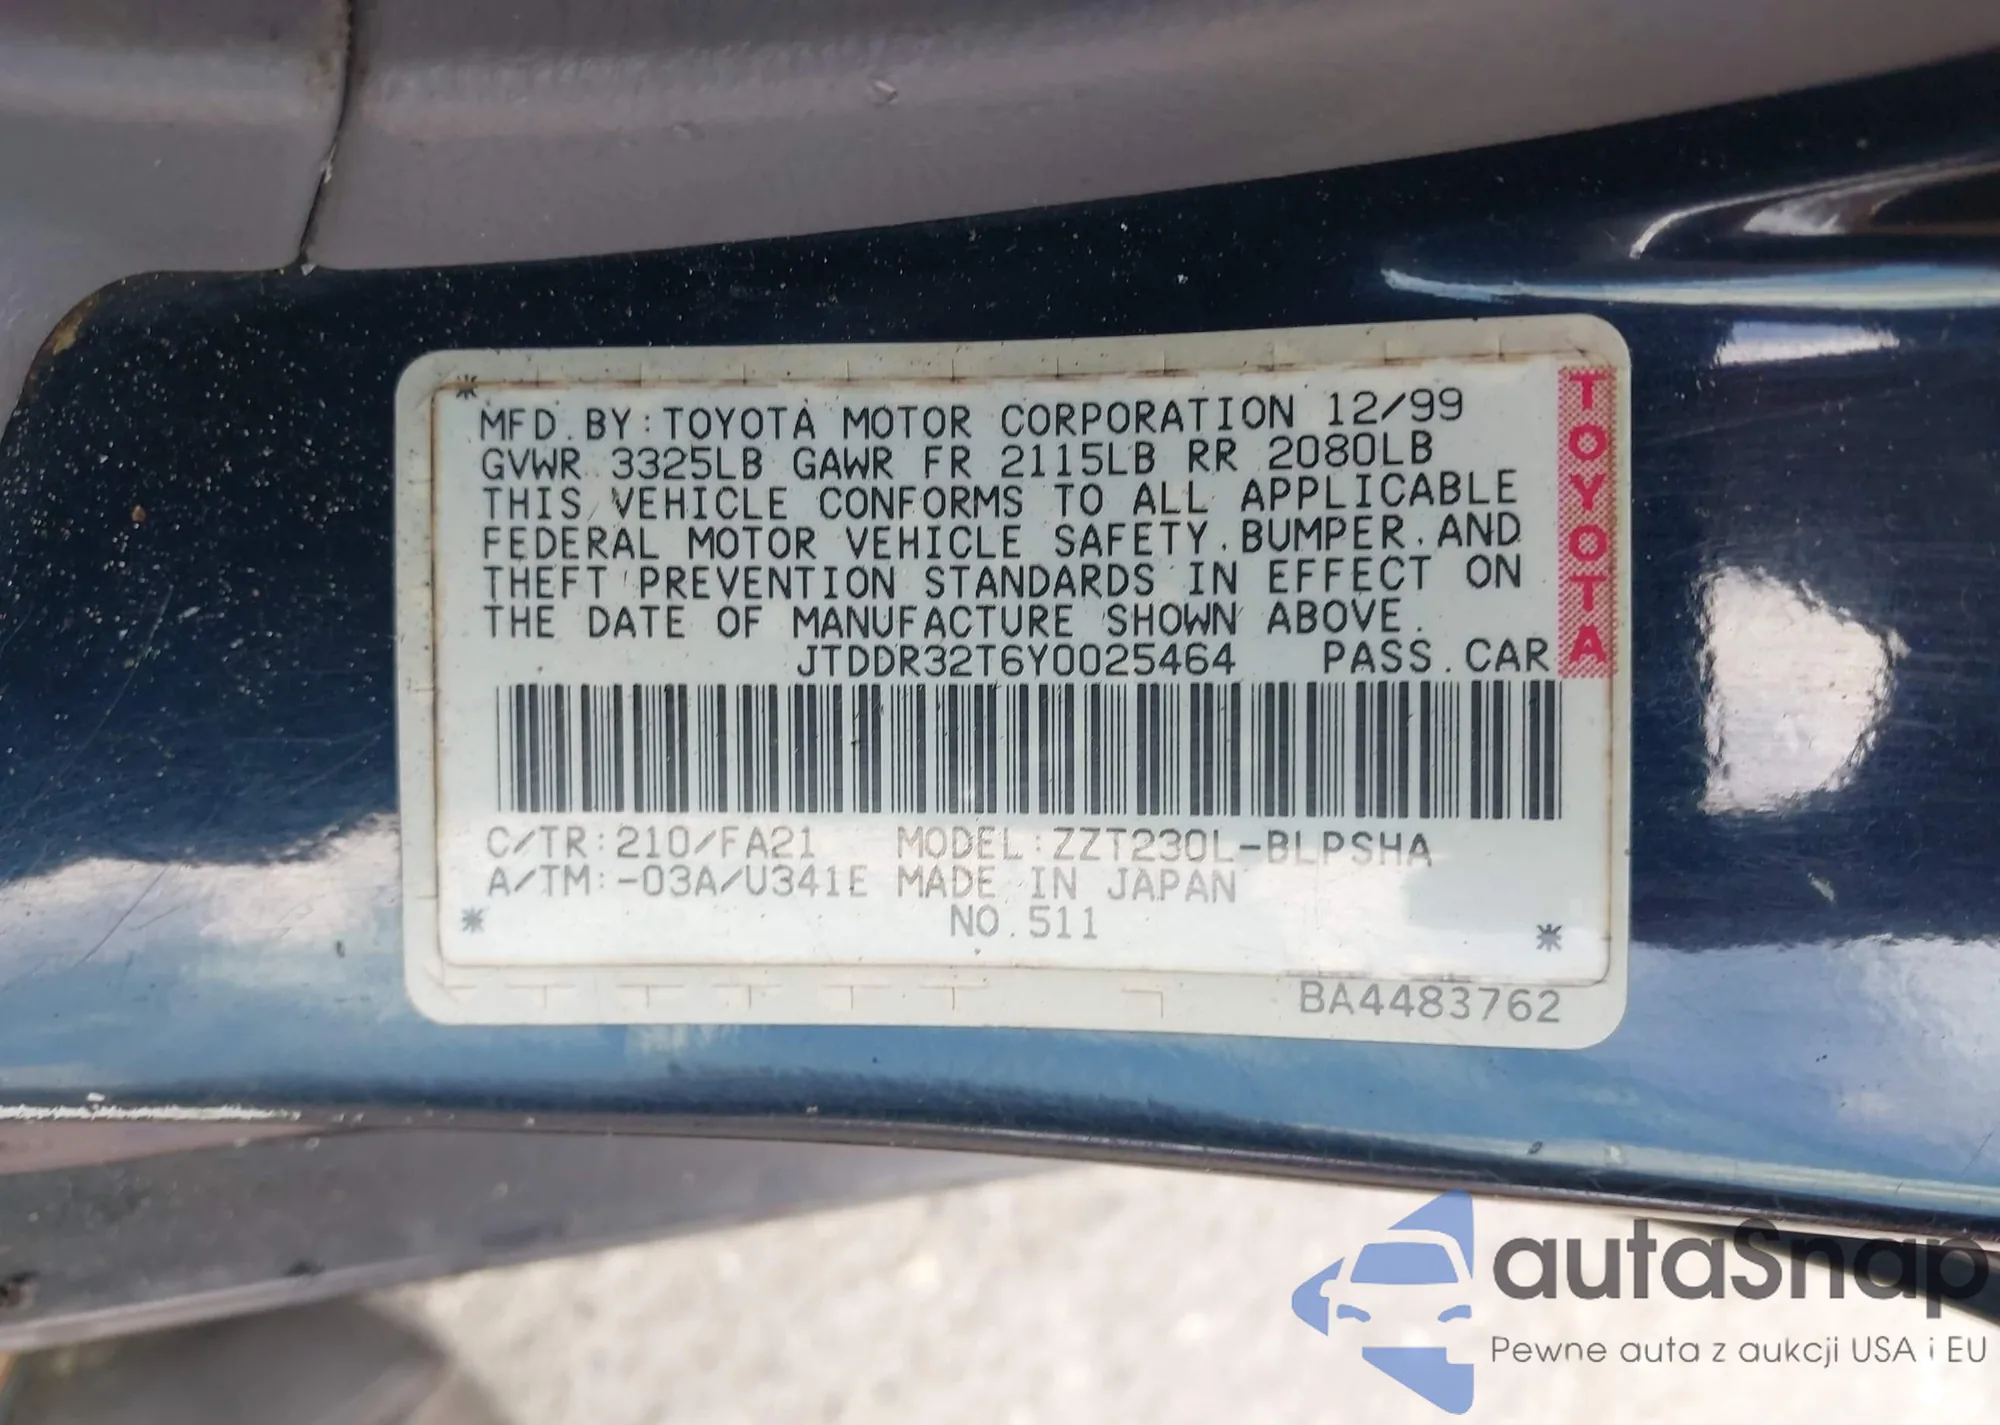 MFD. BY: TOYOTA MOTOR CORPORATION 12/99
GVWR 3325LB GAWR FR 2115LB RR 2080LB
THIS VEHICLE CONFORMS TO ALL APPLICABLE
FEDERAL MOTOR VEHICLE SAFETY, BUMPER, AND
THEFT PREVENTION STANDARDS IN EFFECT ON
THE DATE OF MANUFACTURE SHOWN ABOVE.
JTDDR32T6Y0025464 PASS. CAR
TOYOTA
C/TR: 210/FA21 MODEL: ZZT230L-BLPSHA
A/TM: -03A/U341E MADE IN JAPAN
NO. 511
BA4483762
autaSnap
Pewne auta z aukcji USA i EU